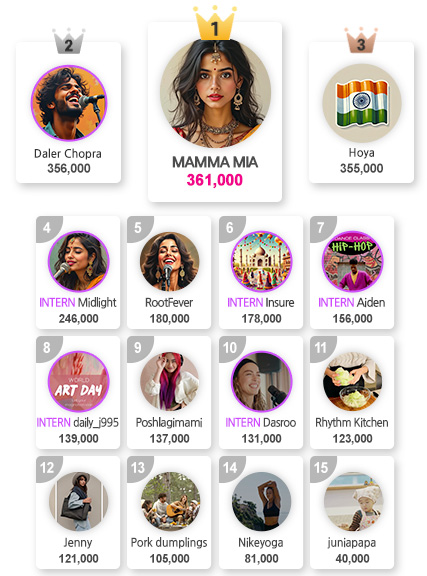 2
1
3
Daler Chopra
356,000
MAMMA MIA
361,000
Hoya
355,000
4
INTERN Midlight
246,000
5
RootFever
180,000
6
INTERN Insure
178,000
7
DANCE CLASS
HIP-HOP
INTERN Aiden
156,000
8
WORLD
ART DAY
INTERN daily_j995
139,000
9
Poshlagimami
137,000
10
INTERN Dasroo
131,000
11
Rhythm Kitchen
123,000
12
Jenny
121,000
13
Pork dumplings
105,000
14
Nikeyoga
81,000
15
juniapapa
40,000